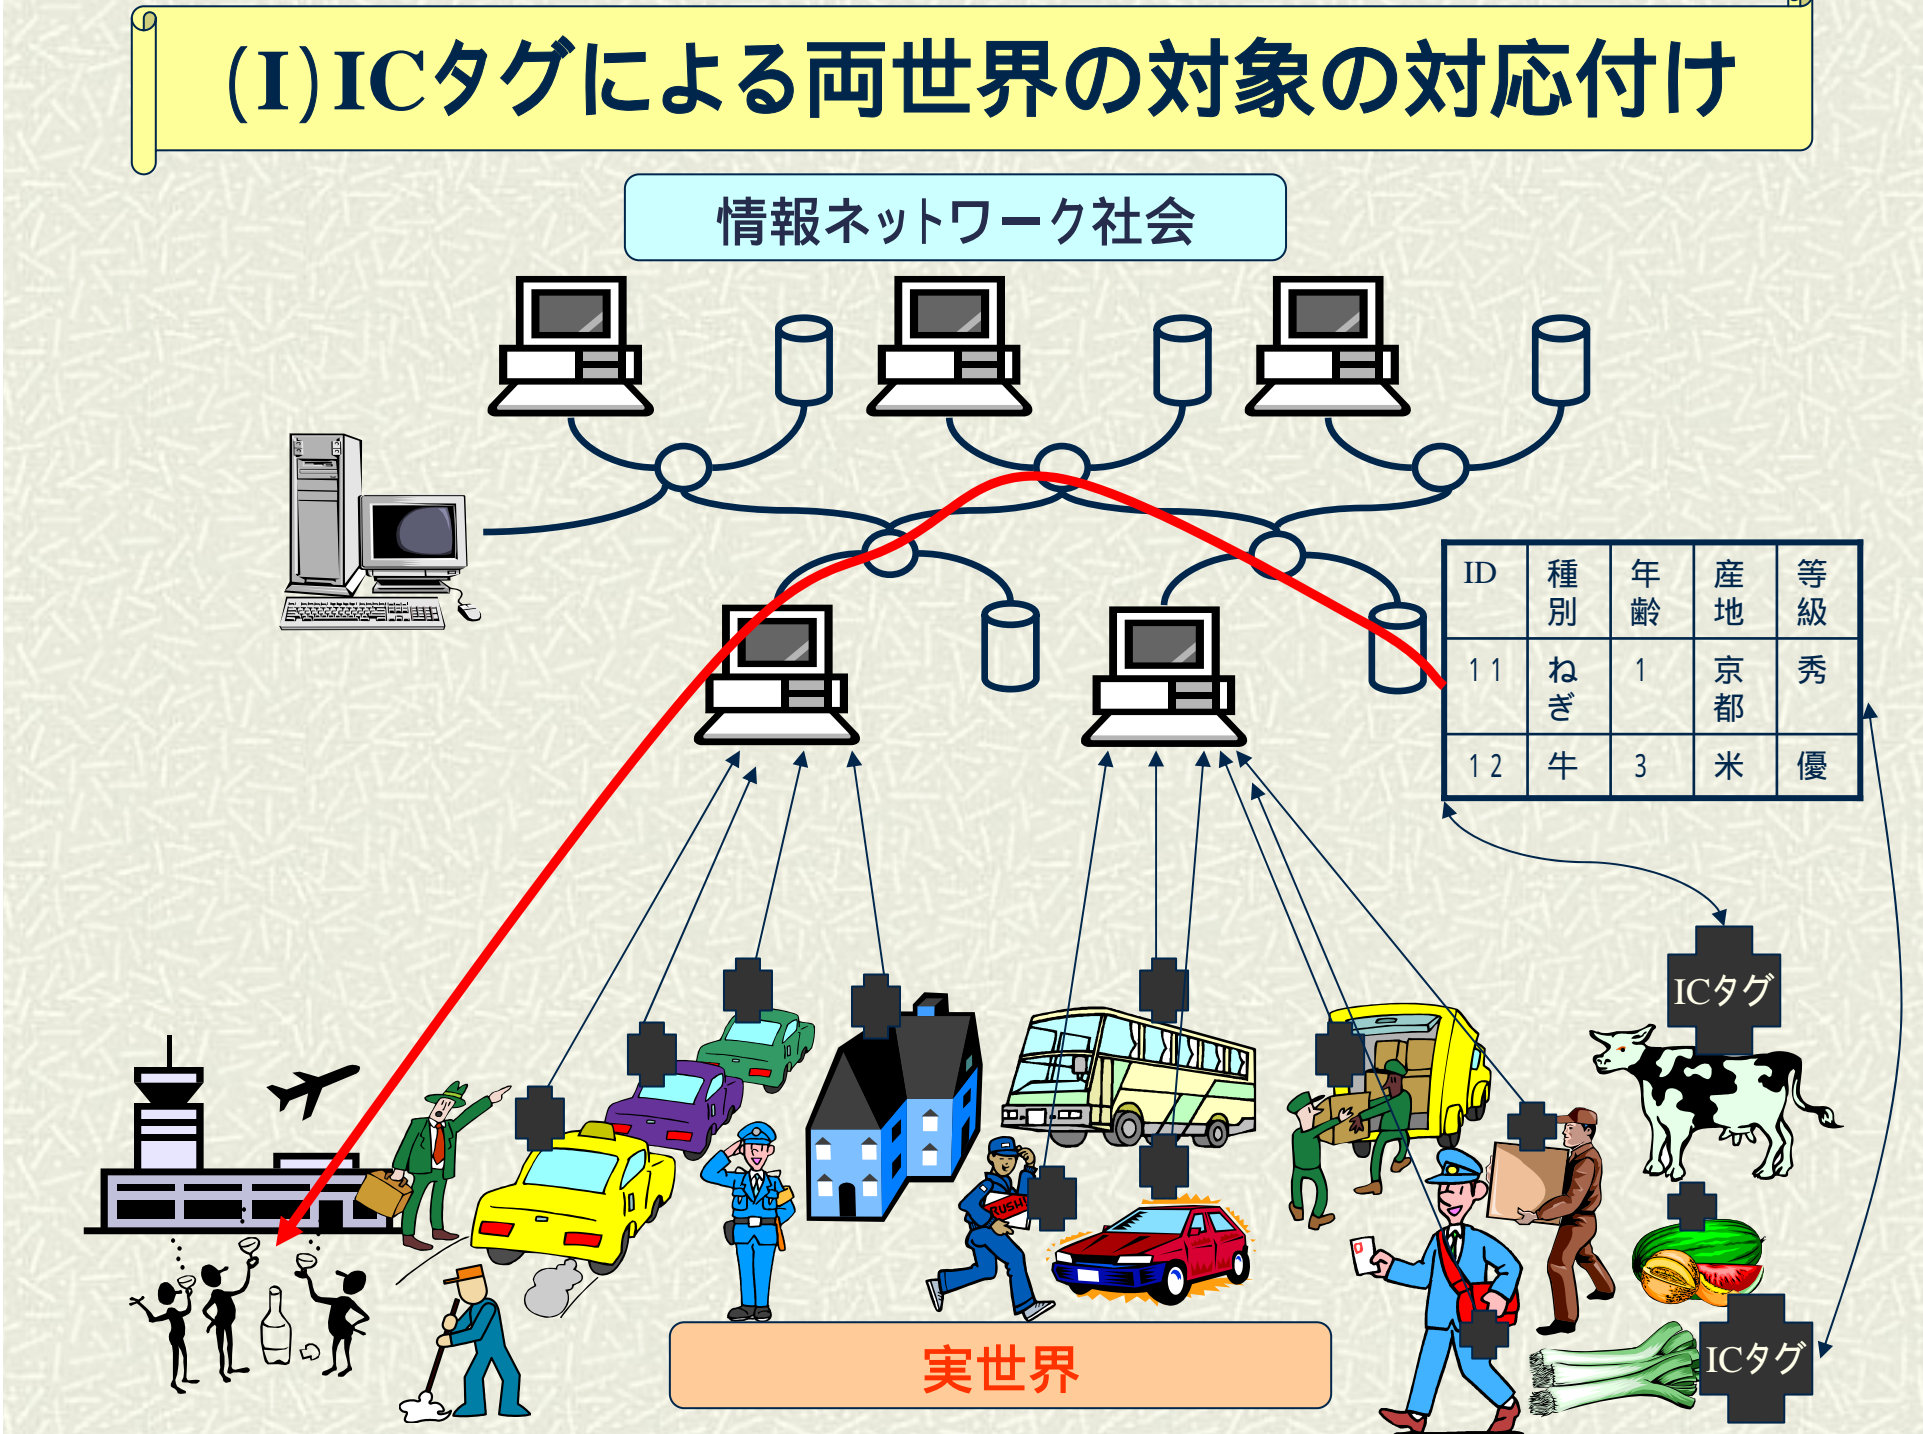 (I)ICタグによる両世界の対象の対応付け
情報ネットワーク社会
ID 種別 年齢 産地 等級
11 ねぎ 1 京都 秀
12 牛 3 米 優
ICタグ
RUSH!
ICタグ
実世界